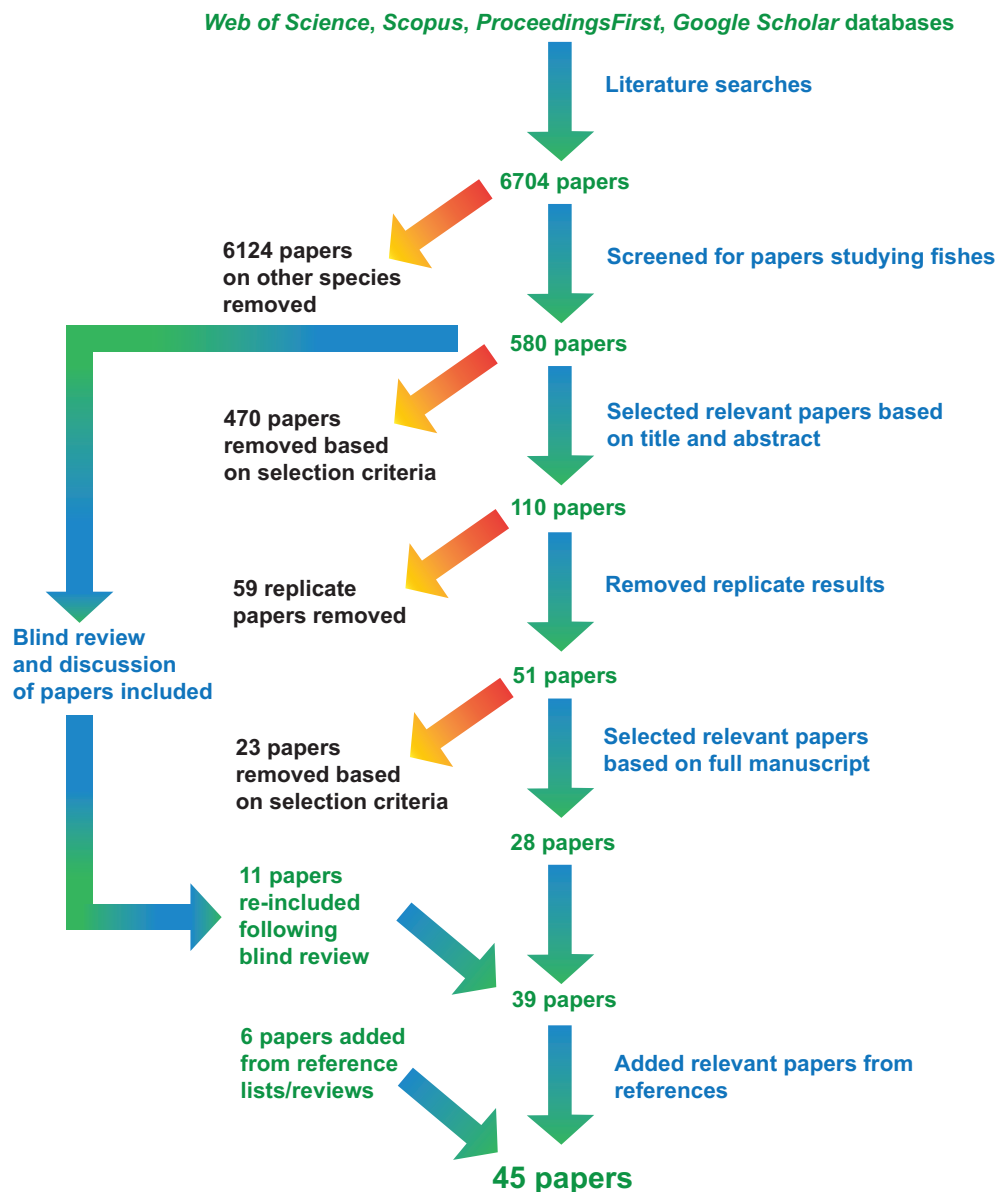 Web of Science, Scopus, ProceedingsFirst, Google Scholar databases
Literature searches
6704 papers
6124 papers
on other species
removed
Screened for papers studying fishes
580 papers
470 papers
removed based
on selection criteria
Selected relevant papers based
on title and abstract
110 papers
59 replicate
papers removed
Removed replicate results
Blind review
and discussion
of papers included
51 papers
23 papers
removed based
on selection criteria
Selected relevant papers
based on full manuscript
28 papers
11 papers
re-included
following
blind review
39 papers
6 papers added
from reference
lists/reviews
Added relevant papers from
references
45 papers